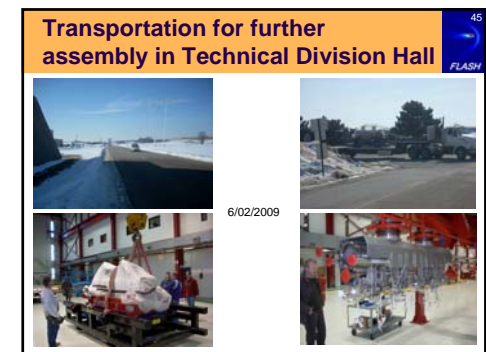 Transportation for further
assembly in Technical Division Hall
45
FLASH
6/02/2009